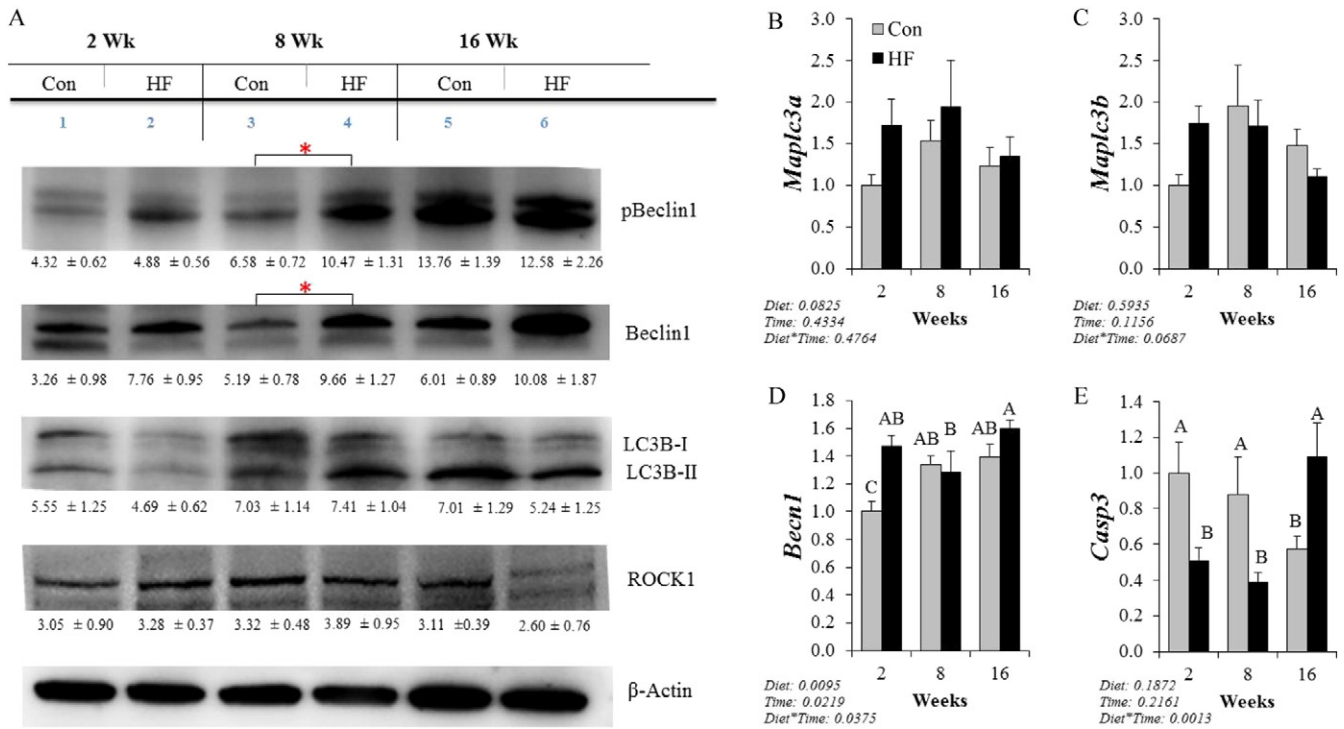 A
2 Wk 8 Wk 16 Wk
Con HF Con HF Con HF
1 2 3 4 5 6
*
pBeclin1
4.32 ± 0.62 4.88 ± 0.56 6.58 ± 0.72 10.47 ± 1.31 13.76 ± 1.39 12.58 ± 2.26
*
Beclin1
3.26 ± 0.98 7.76 ± 0.95 5.19 ± 0.78 9.66 ± 1.27 6.01 ± 0.89 10.08 ± 1.87
LC3B-I
LC3B-II
5.55 ± 1.25 4.69 ± 0.62 7.03 ± 1.14 7.41 ± 1.04 7.01 ± 1.29 5.24 ± 1.25
ROCK1
3.05 ± 0.90 3.28 ± 0.37 3.32 ± 0.48 3.89 ± 0.95 3.11 ±0.39 2.60 ± 0.76
β-Actin
B
Maplc3a
3.0
2.5
2.0
1.5
1.0
0.5
0.0
Con
HF
2 8 16
Weeks
Diet: 0.0825
Time: 0.4334
Diet*Time: 0.4764
C
Maplc3b
3.0
2.5
2.0
1.5
1.0
0.5
0.0
2 8 16
Weeks
Diet: 0.5935
Time: 0.1156
Diet*Time: 0.0687
D
Becn1
1.8
1.6
1.4
1.2
1.0
0.8
0.6
0.4
0.2
0.0
C AB AB B AB A
2 8 16
Weeks
Diet: 0.0095
Time: 0.0219
Diet*Time: 0.0375
E
Casp3
1.4
1.2
1.0
0.8
0.6
0.4
0.2
0.0
A B A B B A
2 8 16
Weeks
Diet: 0.1872
Time: 0.2161
Diet*Time: 0.0013